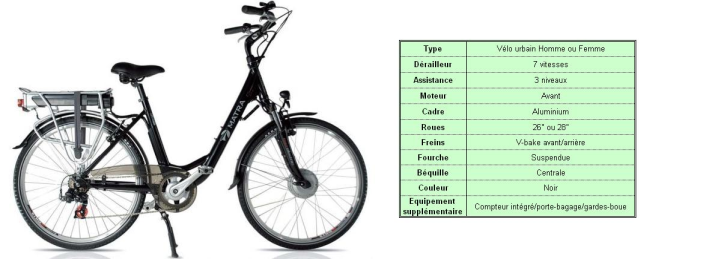 MATRA
Type Vélo urbain Homme ou Femme
Dérailleur 7 vitesses
Assistance 3 niveaux
Moteur Avant
Cadre Aluminium
Roues 26" ou 28"
Freins V-bake avant/arrière
Fourche Suspendue
Béquille Centrale
Couleur Noir
Equipement
supplémentaire Compteur intégré/porte-bagage/gardes-boue